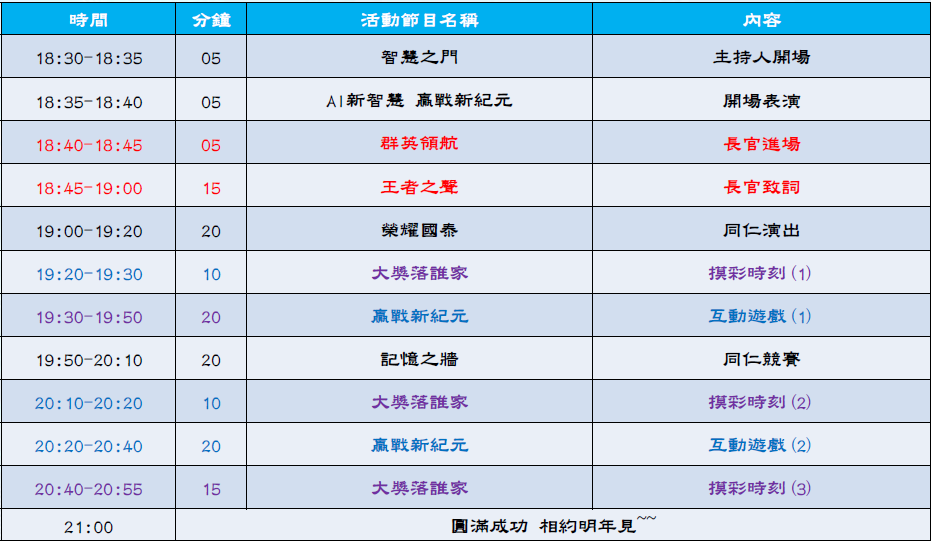 時間 分鐘 活動節目名稱 內容
18:30-18:35 05 智慧之門 主持人開場
18:35-18:40 05 AI新智慧 贏戰新紀元 開場表演
18:40-18:45 05 群英領航 長官進場
18:45-19:00 15 王者之聲 長官致詞
19:00-19:20 20 榮耀國泰 同仁演出
19:20-19:30 10 大獎落誰家 摸彩時刻(1)
19:30-19:50 20 贏戰新紀元 互動遊戲(1)
19:50-20:10 20 記憶之牆 同仁競賽
20:10-20:20 10 大獎落誰家 摸彩時刻(2)
20:20-20:40 20 贏戰新紀元 互動遊戲(2)
20:40-20:55 15 大獎落誰家 摸彩時刻(3)
21:00 圓滿成功 相約明年見~~